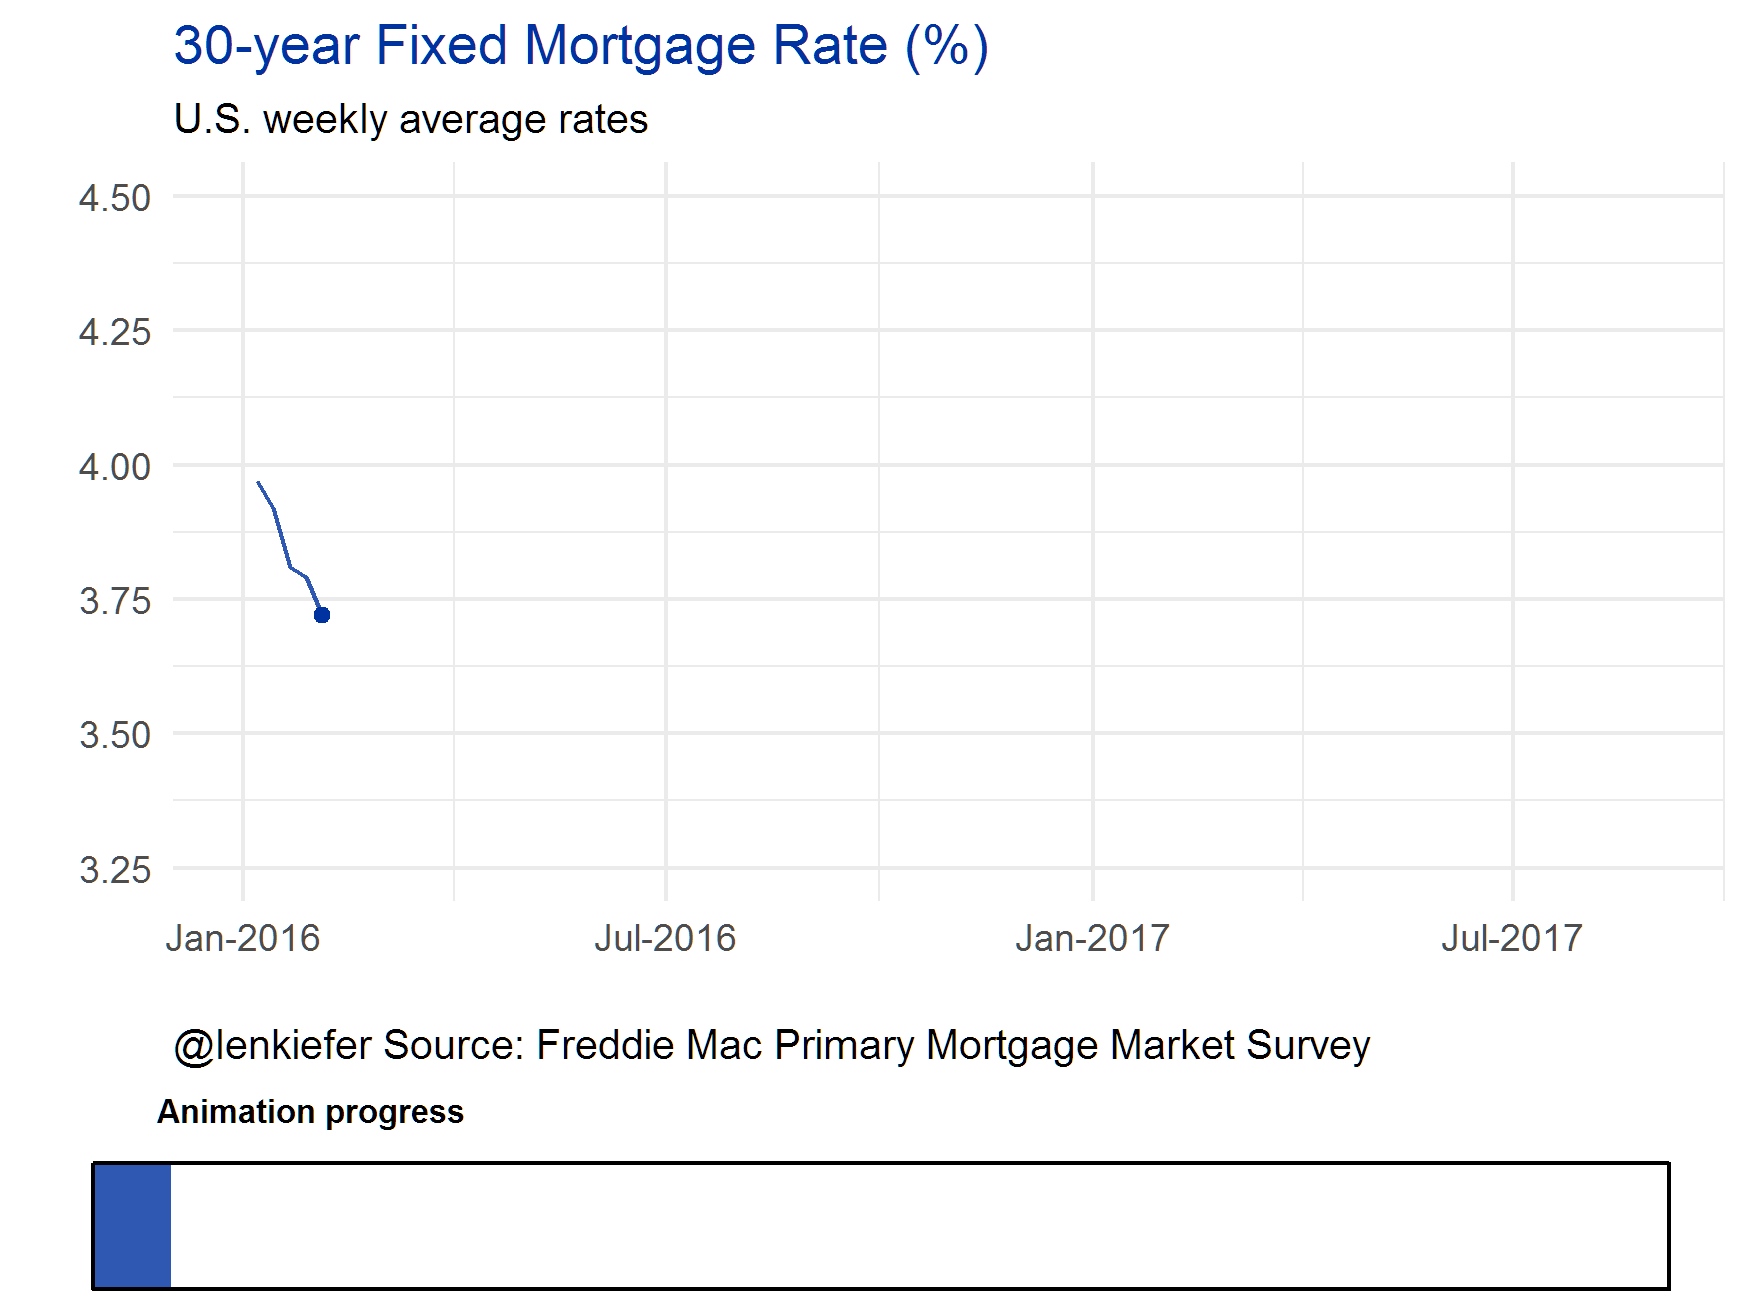 30-year Fixed Mortgage Rate (%)
U.S. weekly average rates
4.50
4.25
4.00
3.75
3.50
3.25
Jan-2016 Jul-2016 Jan-2017 Jul-2017
@lenkiefer Source: Freddie Mac Primary Mortgage Market Survey
Animation progress